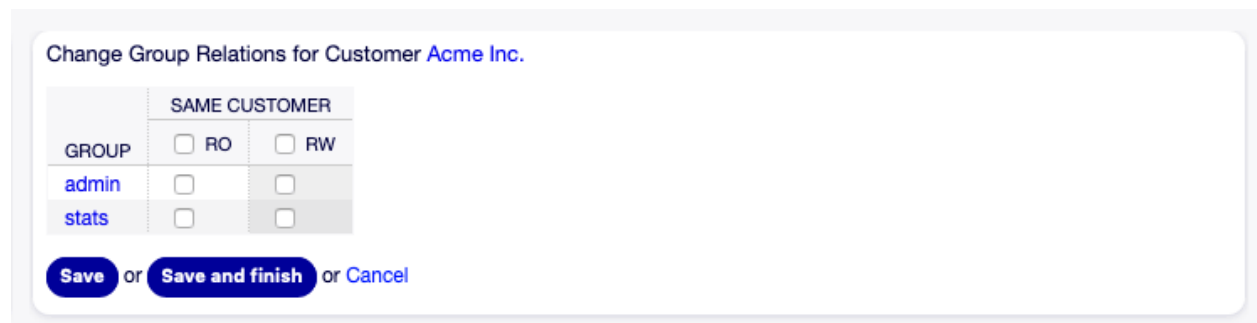 Change Group Relations for Customer Acme Inc.
SAME CUSTOMER
GROUP RO RW
admin
stats
Save or Save and finish or Cancel